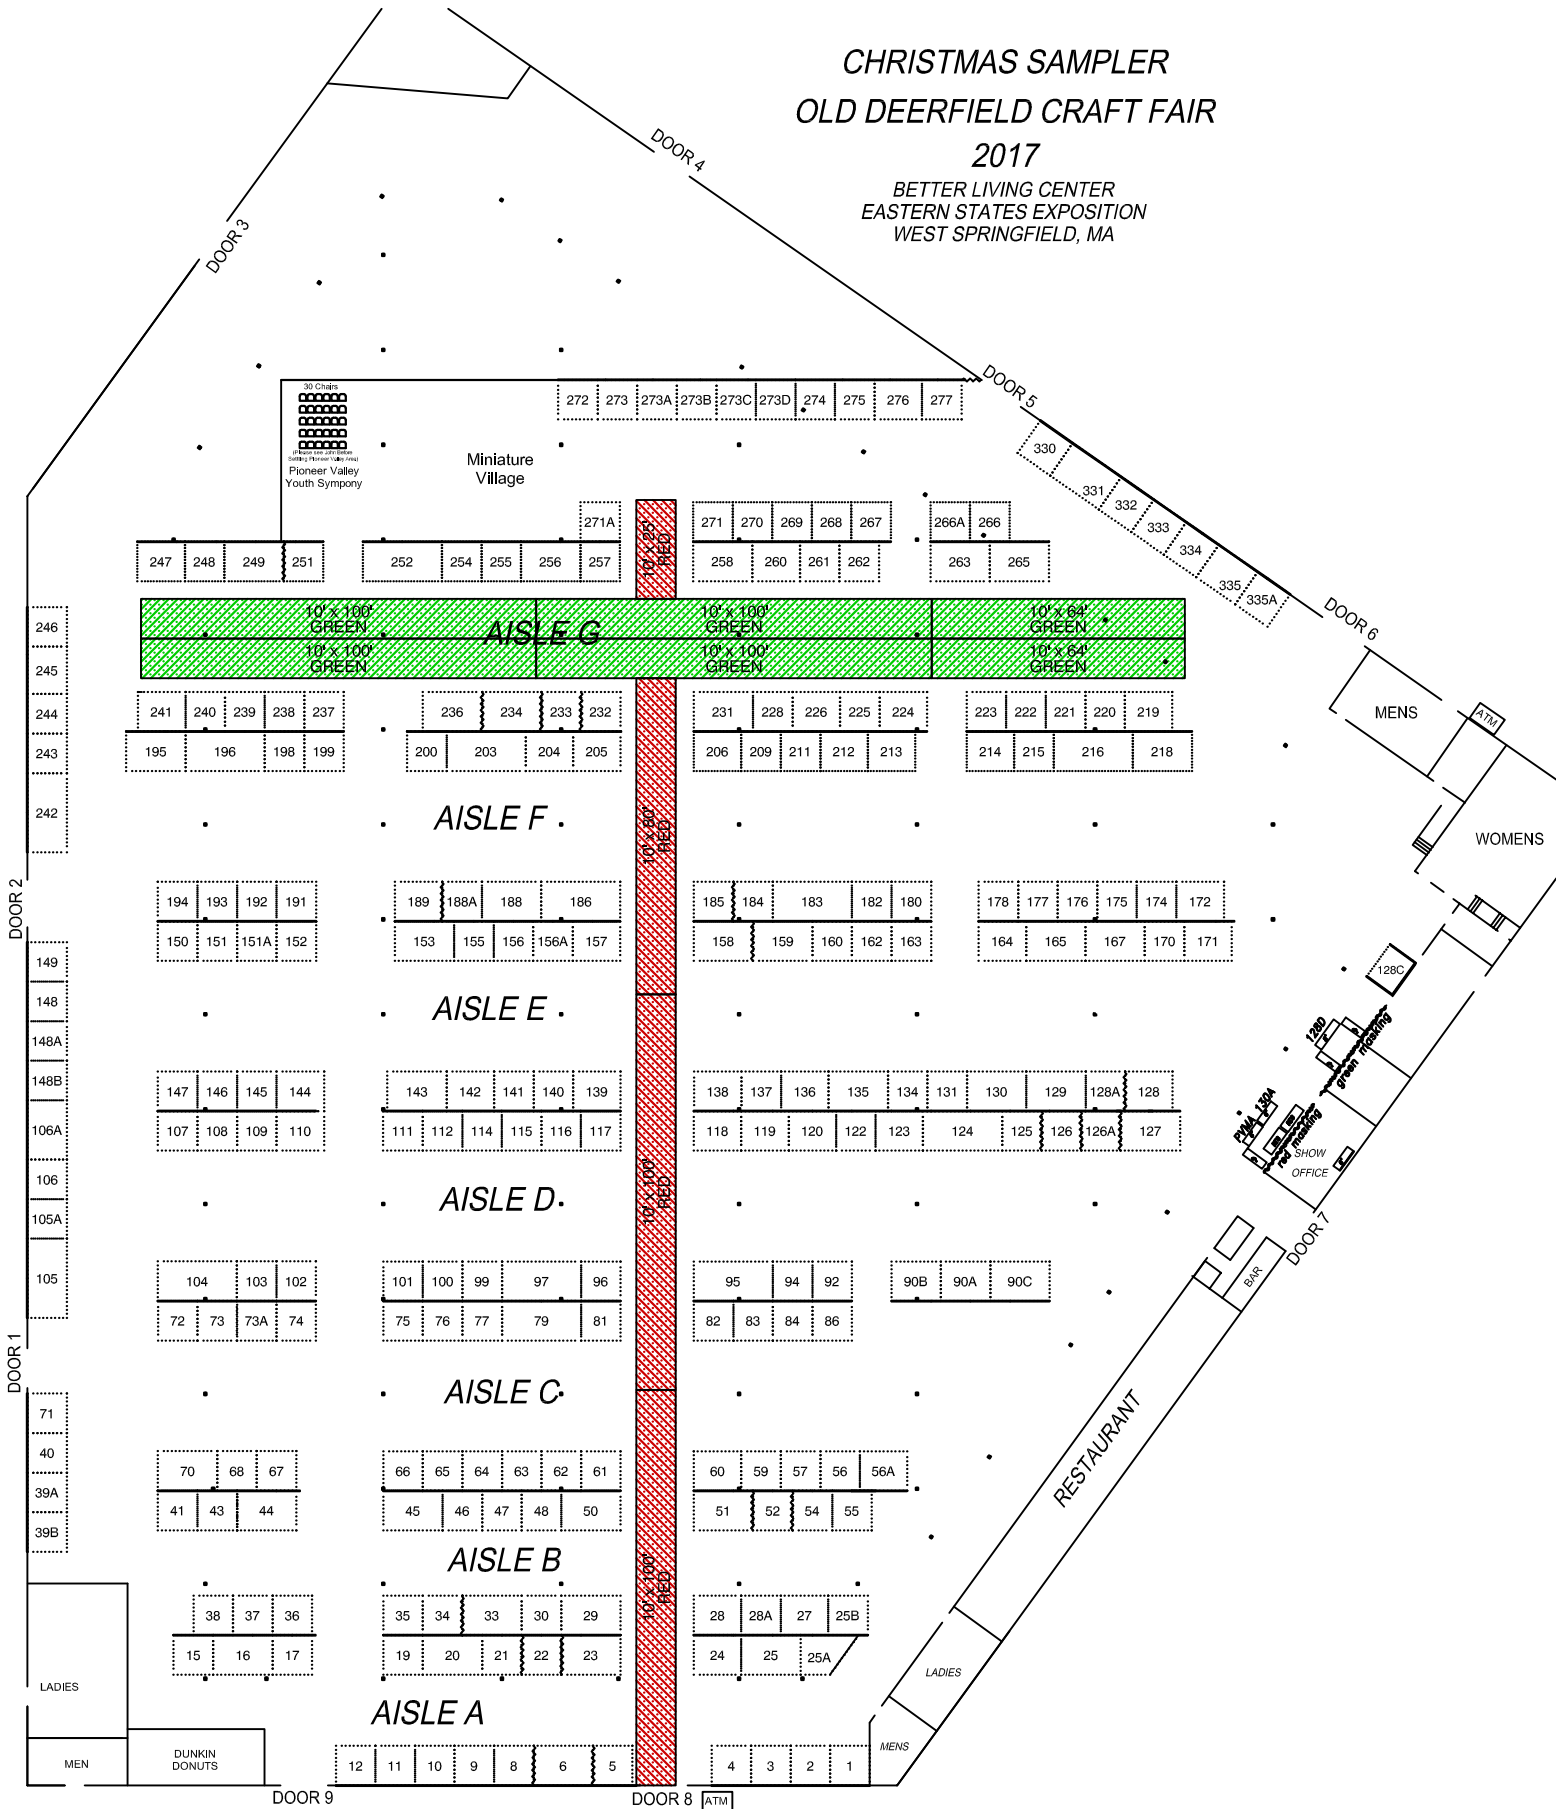 CHRISTMAS SAMPLER
OLD DEERFIELD CRAFT FAIR
2017
BETTER LIVING CENTER
EASTERN STATES EXPOSITION
WEST SPRINGFIELD, MA
DOOR 4
DOOR 3
DOOR 5
30 Chairs
(Please see John Before
Setting Pioneer Valley Area)
Pioneer Valley
Youth Sympony
Miniature
Village
272 273 273A 273B 273C 273D 274 275 276 277
330 331 332 333 334 335 335A
DOOR 6
271A 271 270 269 268 267 266A 266
10' x 25'
RED
247 248 249 251 252 254 255 256 257 258 260 261 262 263 265
10' x 100'
GREEN
10' x 100'
GREEN
10' x 64'
GREEN
AISLE G
10' x 100'
GREEN
10' x 100'
GREEN
10' x 64'
GREEN
246
245
244
243
242
241 240 239 238 237 236 234 233 232 231 228 226 225 224 223 222 221 220 219
195 196 198 199 200 203 204 205 206 209 211 212 213 214 215 216 218
MENS
ATM
WOMENS
AISLE F
10' x 80'
RED
DOOR 2
194 193 192 191 189 188A 188 186 185 184 183 182 180 178 177 176 175 174 172
150 151 151A 152 153 155 156 156A 157 158 159 160 162 163 164 165 167 170 171
149
148
148A
148B
106A
106
105A
105
AISLE E
128C
128D
green masking
PVMA 130A
red masking
SHOW
OFFICE
147 146 145 144 143 142 141 140 139 138 137 136 135 134 131 130 129 128A 128
107 108 109 110 111 112 114 115 116 117 118 119 120 122 123 124 125 126 126A 127
AISLE D
10' x 100'
RED
DOOR 7
BAR
104 103 102 101 100 99 97 96 95 94 92 90B 90A 90C
72 73 73A 74 75 76 77 79 81 82 83 84 86
DOOR 1
AISLE C
RESTAURANT
71
40
39A
39B
70 68 67 66 65 64 63 62 61 60 59 57 56 56A
41 43 44 45 46 47 48 50 51 52 54 55
AISLE B
10' x 100'
RED
38 37 36 35 34 33 30 29 28 28A 27 25B
15 16 17 19 20 21 22 23 24 25 25A
LADIES
LADIES
AISLE A
MEN
DUNKIN
DONUTS
MENS
12 11 10 9 8 6 5 4 3 2 1
DOOR 9
DOOR 8
ATM